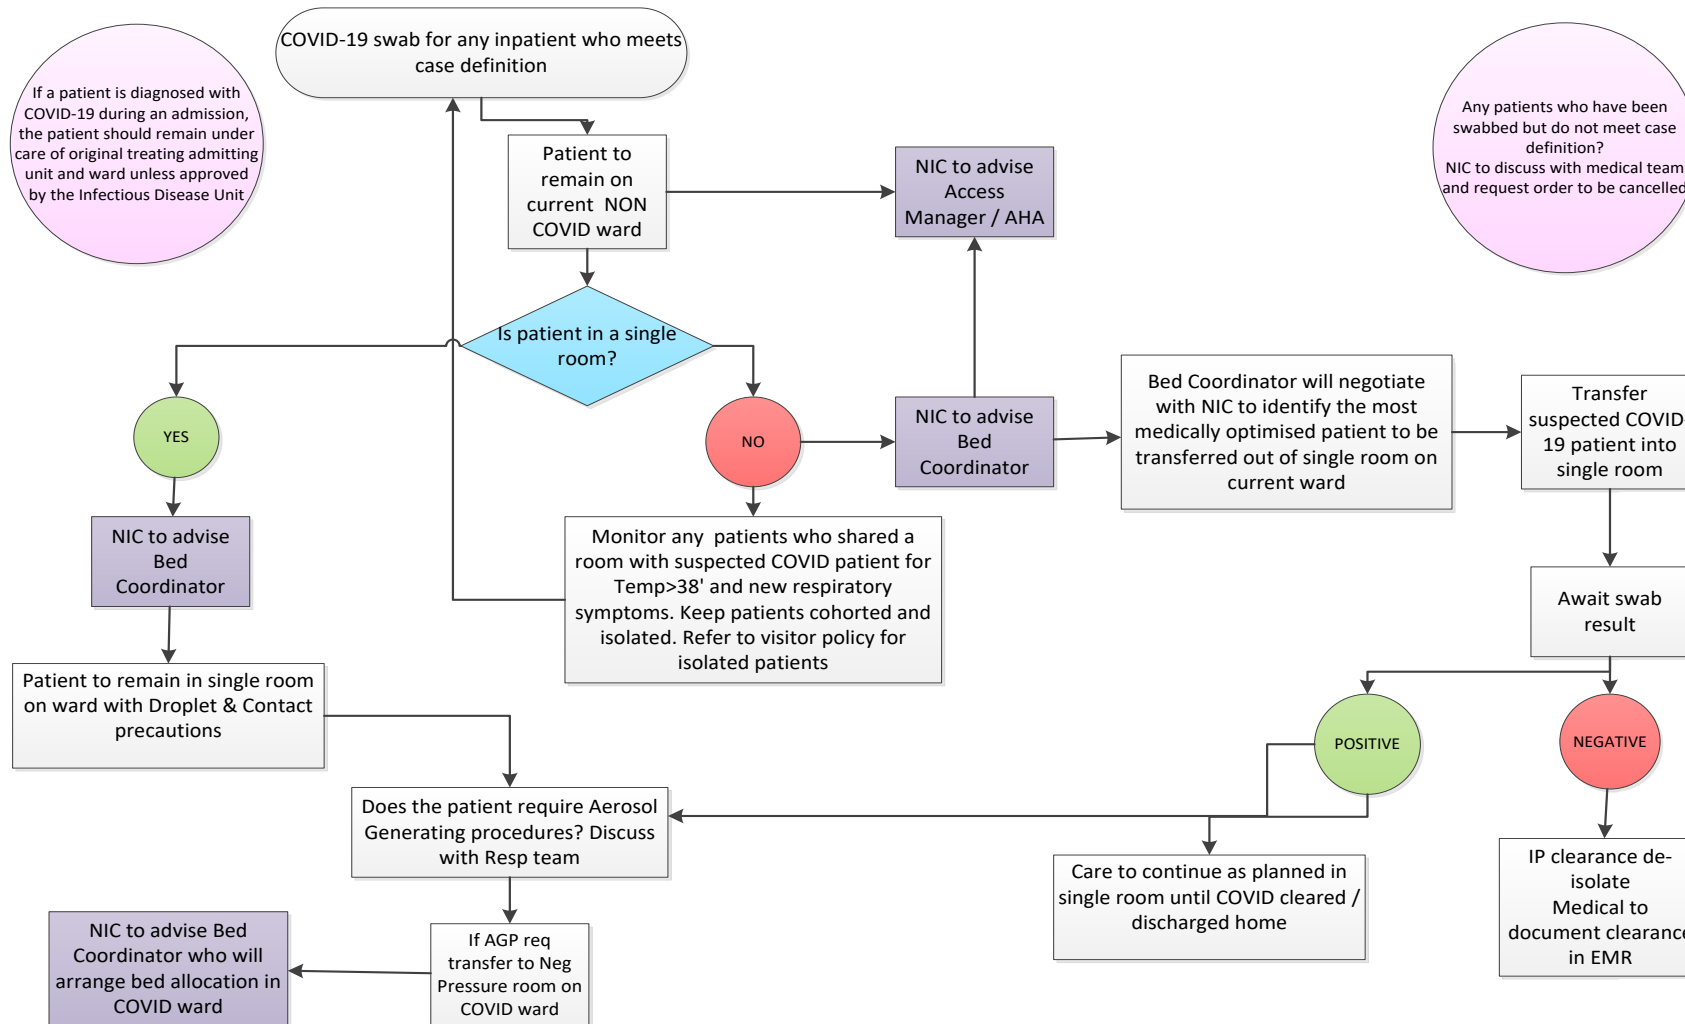 COVID-19 swab for any inpatient who meets
case definition
If a patient is diagnosed with
COVID-19 during an admission,
the patient should remain under
care of original treating admitting
unit and ward unless approved
by the Infectious Disease Unit
Any patients who have been
swabbed but do not meet case
definition?
NIC to discuss with medical team
and request order to be cancelled
Patient to
remain on
current NON
COVID ward
NIC to advise
Access
Manager / AHA
Is patient in a single
room?
YES
NO
NIC to advise
Bed
Coordinator
Bed Coordinator will negotiate
with NIC to identify the most
medically optimised patient to be
transferred out of single room on
current ward
Transfer
suspected COVID-
19 patient into
single room
NIC to advise
Bed
Coordinator
Monitor any patients who shared a
room with suspected COVID patient for
Temp>38' and new respiratory
symptoms. Keep patients cohorted and
isolated. Refer to visitor policy for
isolated patients
Await swab
result
Patient to remain in single room
on ward with Droplet & Contact
precautions
POSITIVE
NEGATIVE
Does the patient require Aerosol
Generating procedures? Discuss
with Resp team
Care to continue as planned in
single room until COVID cleared /
discharged home
IP clearance de-
isolate
Medical to
document clearance
in EMR
NIC to advise Bed
Coordinator who will
arrange bed allocation in
COVID ward
If AGP req
transfer to Neg
Pressure room on
COVID ward